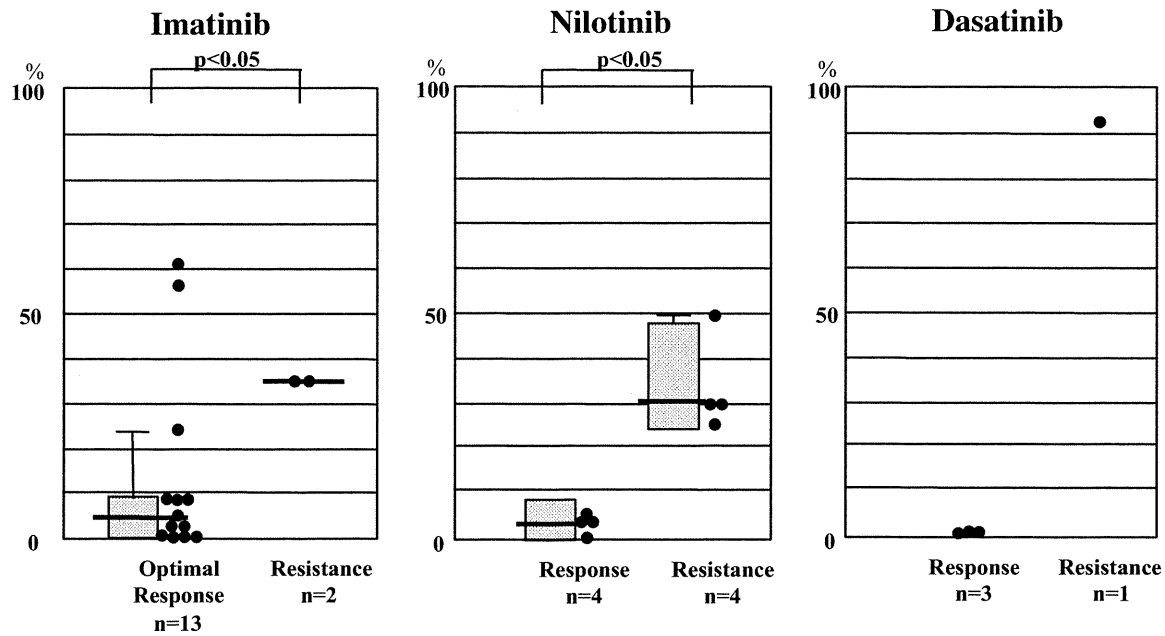 Imatinib
p<0.05
%
100
50
0
Optimal
Response
n=13
Resistance
n=2
Nilotinib
p<0.05
%
100
50
0
Response
n=4
Resistance
n=4
Dasatinib
%
100
50
0
Response
n=3
Resistance
n=1